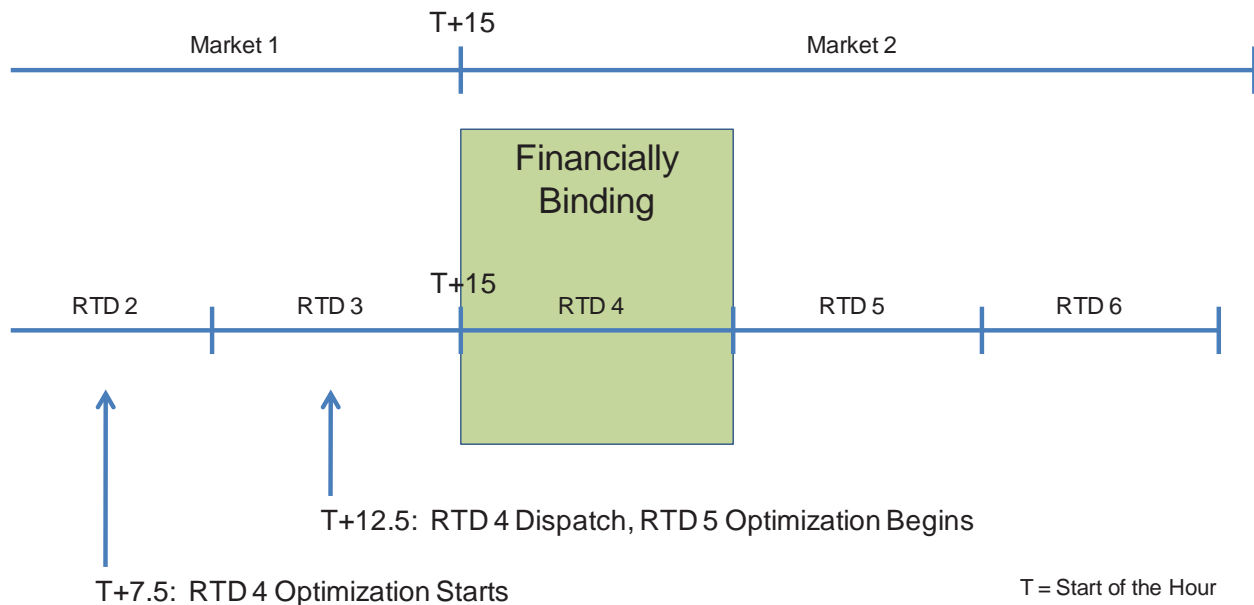 T+15
Market 1
Market 2
Financially
Binding
T+15
RTD 2
RTD 3
RTD 4
RTD 5
RTD 6
T+12.5: RTD 4 Dispatch, RTD 5 Optimization Begins
T+7.5: RTD 4 Optimization Starts
T = Start of the Hour